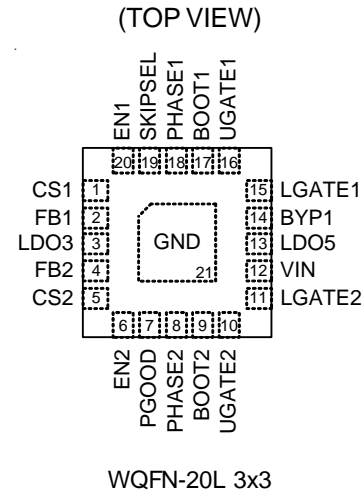 (TOP VIEW)
EN1 SKIPSEL PHASE1 BOOT1 UGATE1
20 19 18 17 16
CS1 1 15 LGATE1
FB1 2 14 BYP1
LDO3 3 GND 13 LDO5
FB2 4 21 12 VIN
CS2 5 11 LGATE2
6 7 8 9 10
EN2 PGOOD PHASE2 BOOT2 UGATE2
WQFN-20L 3x3